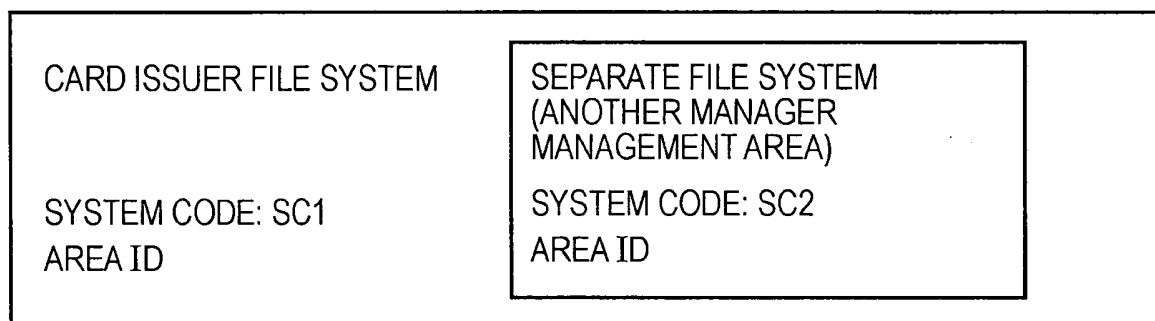 CARD ISSUER FILE SYSTEM
SYSTEM CODE: SC1
AREA ID
SEPARATE FILE SYSTEM
(ANOTHER MANAGER
MANAGEMENT AREA)
SYSTEM CODE: SC2
AREA ID